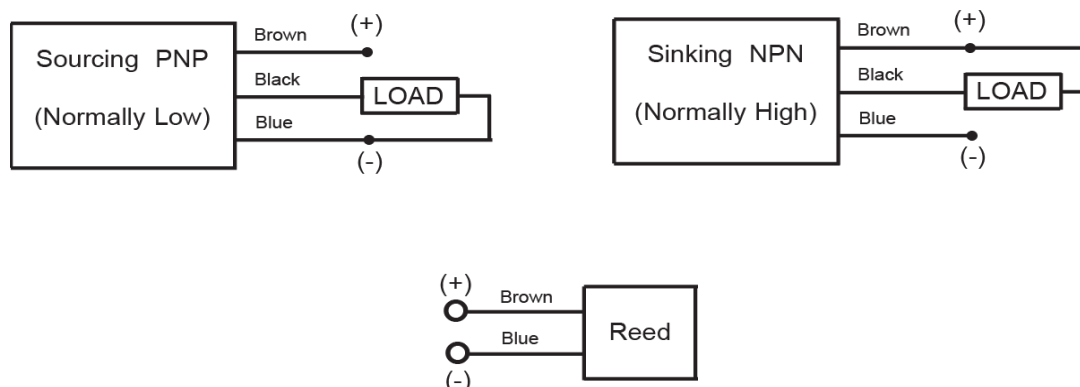 Sourcing PNP
(Normally Low)
Brown
(+)
Black
LOAD
Blue
(-)
Sinking NPN
(Normally High)
Brown
(+)
Black
LOAD
Blue
(-)
(+)
Brown
Blue
(-)
Reed